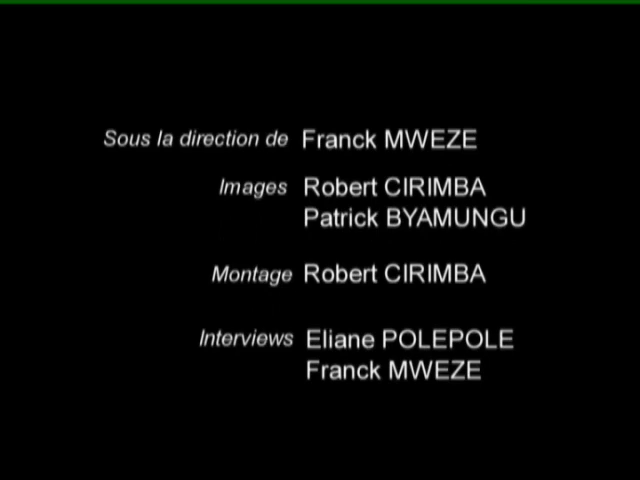 Sous la direction de Franck MWEZE
Images Robert CIRIMBA
Patrick BYAMUNGU
Montage Robert CIRIMBA
Interviews Eliane POLEPOLE
Franck MWEZE